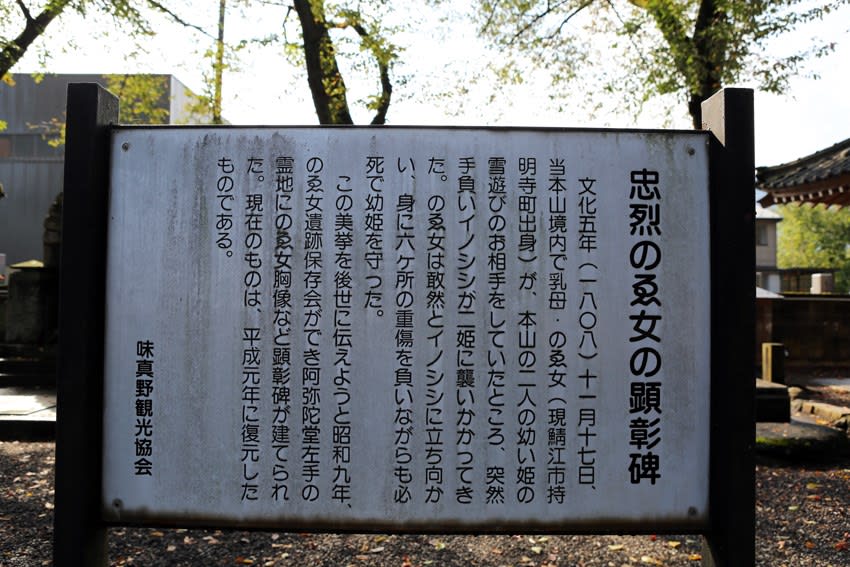 忠烈のゑ女の顕彰碑
文化五年(一八〇八)十一月十七日、
当本山境内で乳母・のゑ女(現鯖江市持
明寺町出身)が、本山の二人の幼い姫の
雪遊びのお相手をしていたところ、突然
手負いイノシシが二姫に襲いかかってき
た。のゑ女は敢然とイノシシに立ち向か
い、身に六ケ所の重傷を負いながらも必
死で幼姫を守った。
この美挙を後世に伝えようと昭和九年、
のゑ女遺跡保存会ができ阿弥陀堂左手の
霊地にのゑ女胸像など顕彰碑が建てられ
た。現在のものは、平成元年に復元した
ものである。
味真野観光協会